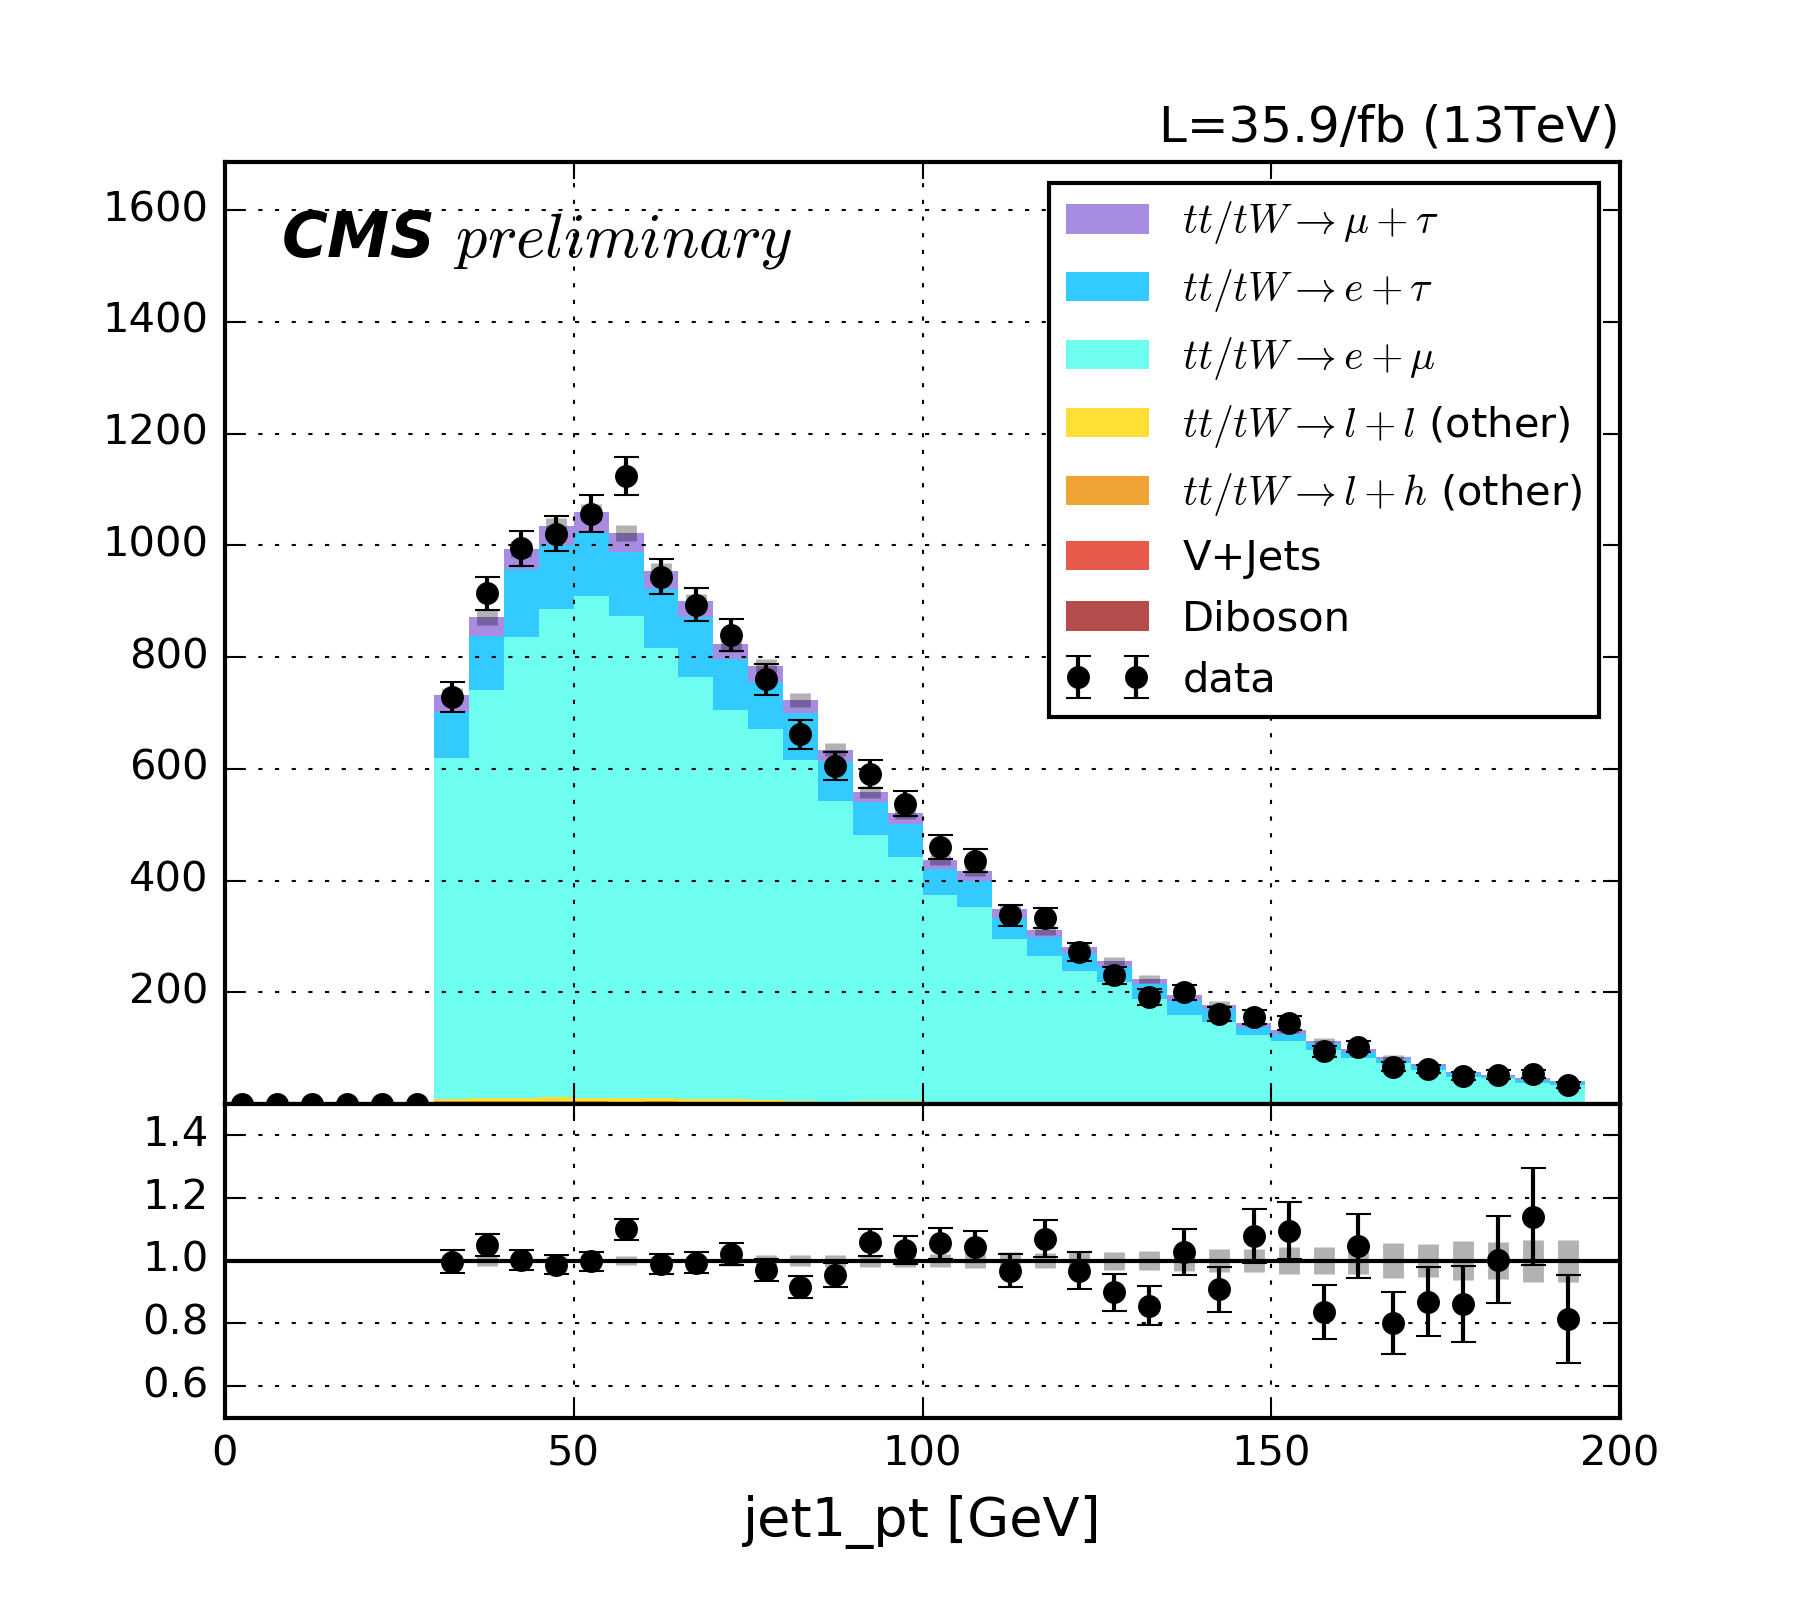 L=35.9/fb (13TeV)
CMS preliminary
1600
1400
1200
1000
800
600
400
200
tt/tW → μ + τ
tt/tW → e + τ
tt/tW → e + μ
tt/tW → l + l (other)
tt/tW → l + h (other)
V+Jets
Diboson
data
1.4
1.2
1.0
0.8
0.6
0 50 100 150 200
jet1_pt [GeV]